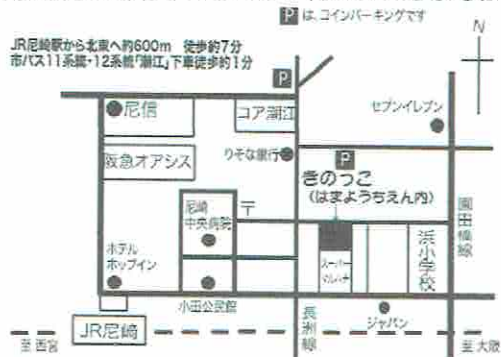 P は、コインパーキングです
JR尼崎駅から北東へ約600m 徒歩約7分
市バス11系統・12系統「潮江」下車徒歩約1分
N
P
尼信
コア潮江
セブンイレブン
阪急オアシス
りそな銀行
P
きのっこ
(はまようちえん内)
尼崎
中央病院
〒
園田橋線
浜小学校
ホテル
ホップイン
スーパー
マルハチ
小田公民館
長洲線
ジャパン
JR尼崎
至西宮
至大阪